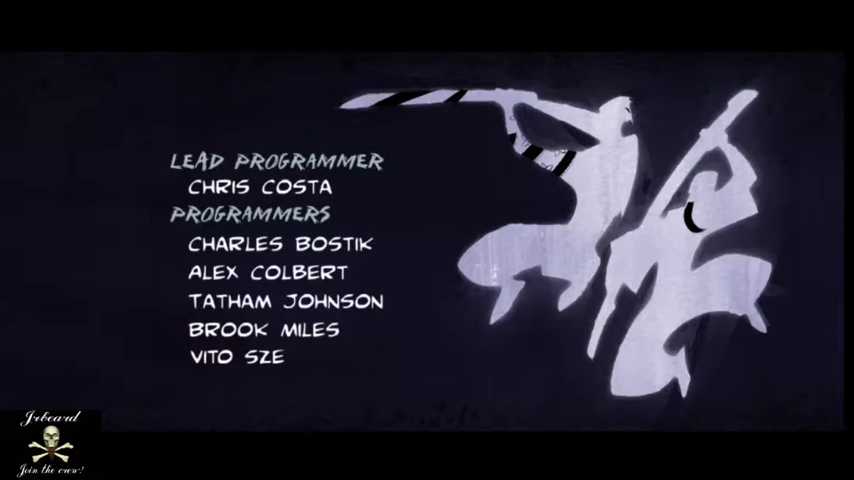 LEAD PROGRAMMER
CHRIS COSTA
PROGRAMMERS
CHARLES BOSTIK
ALEX COLBERT
TATHAM JOHNSON
BROOK MILES
VITO SZE
Jrbeard
Join the crew!